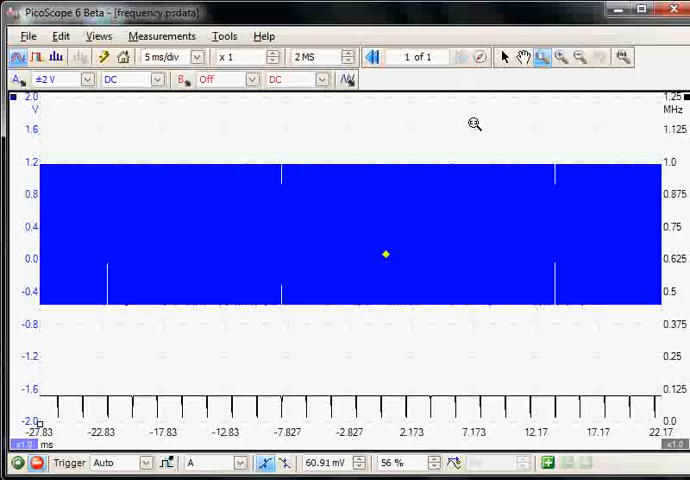 PicoScope 6 Beta - [frequency.psdata]
File Edit Views Measurements Tools Help
5 ms/div x 1 2 MS 1 of 1
A ±2 V DC B Off DC
2.0 1.25
V MHz
1.6 1.125
1.2 1.0
0.8 0.875
0.4 0.75
0.0 0.625
-0.4 0.5
-0.8 0.375
-1.2 0.25
-1.6 0.125
-2.0 0.0
-27.83 -22.83 -17.83 -12.83 -7.827 -2.827 2.173 7.173 12.17 17.17 22.17
x1.0 ms x1.0
Trigger Auto A 60.91 mV 56 %